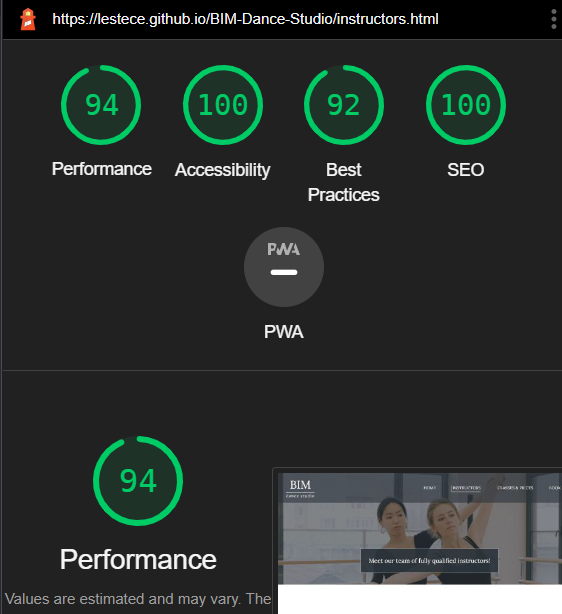 https://lestece.github.io/BIM-Dance-Studio/instructors.html
94
100
92
100
Performance
Accessibility
Best
Practices
SEO
PWA
PWA
94
Performance
Values are estimated and may vary. The
BIM
dance studio
HOME
INSTRUCTORS
CLASSES & PRICES
Meet our team of fully qualified instructors!